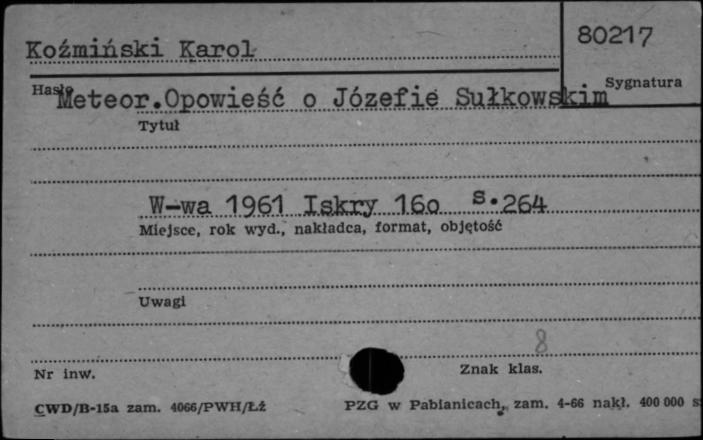 80217
Koźmiński Karol
Hasło Sygnatura
Meteor.Opowieść o Józefie Sułkowskim
Tytuł
W-wa 1961 Iskry 16o s.264
Miejsce, rok wyd., nakładca, format, objętość
Uwagi
8
Nr inw. Znak klas.
CWD/B-15a zam. 4066/PWH/Łź PZG w Pabianicach, zam. 4-66 nakł. 400 000 s